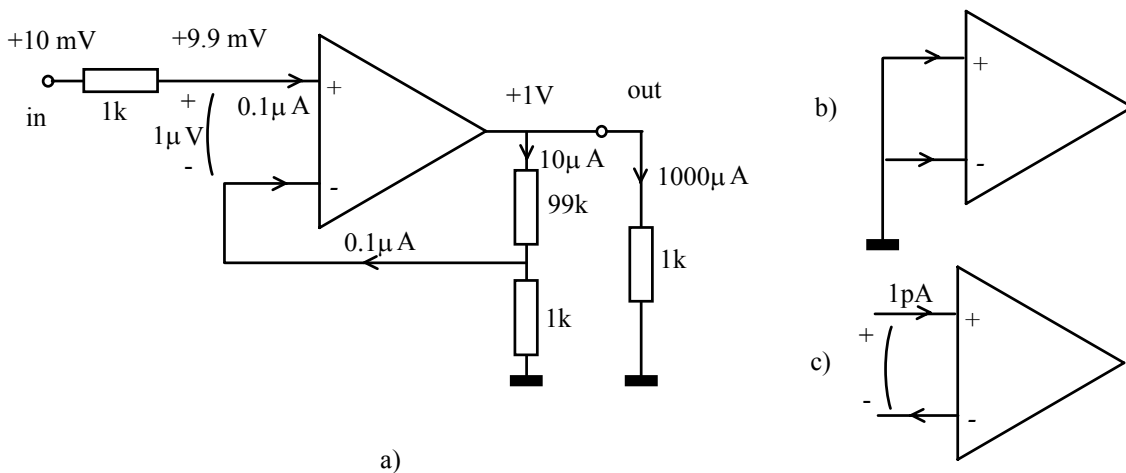 +10 mV
+9.9 mV
in
1k
+
1μV
-
0.1μA
+
-
+1V
out
10μA
1000μA
99k
0.1μA
1k
1k
a)
b)
+
-
c)
1pA
+
-
+
-